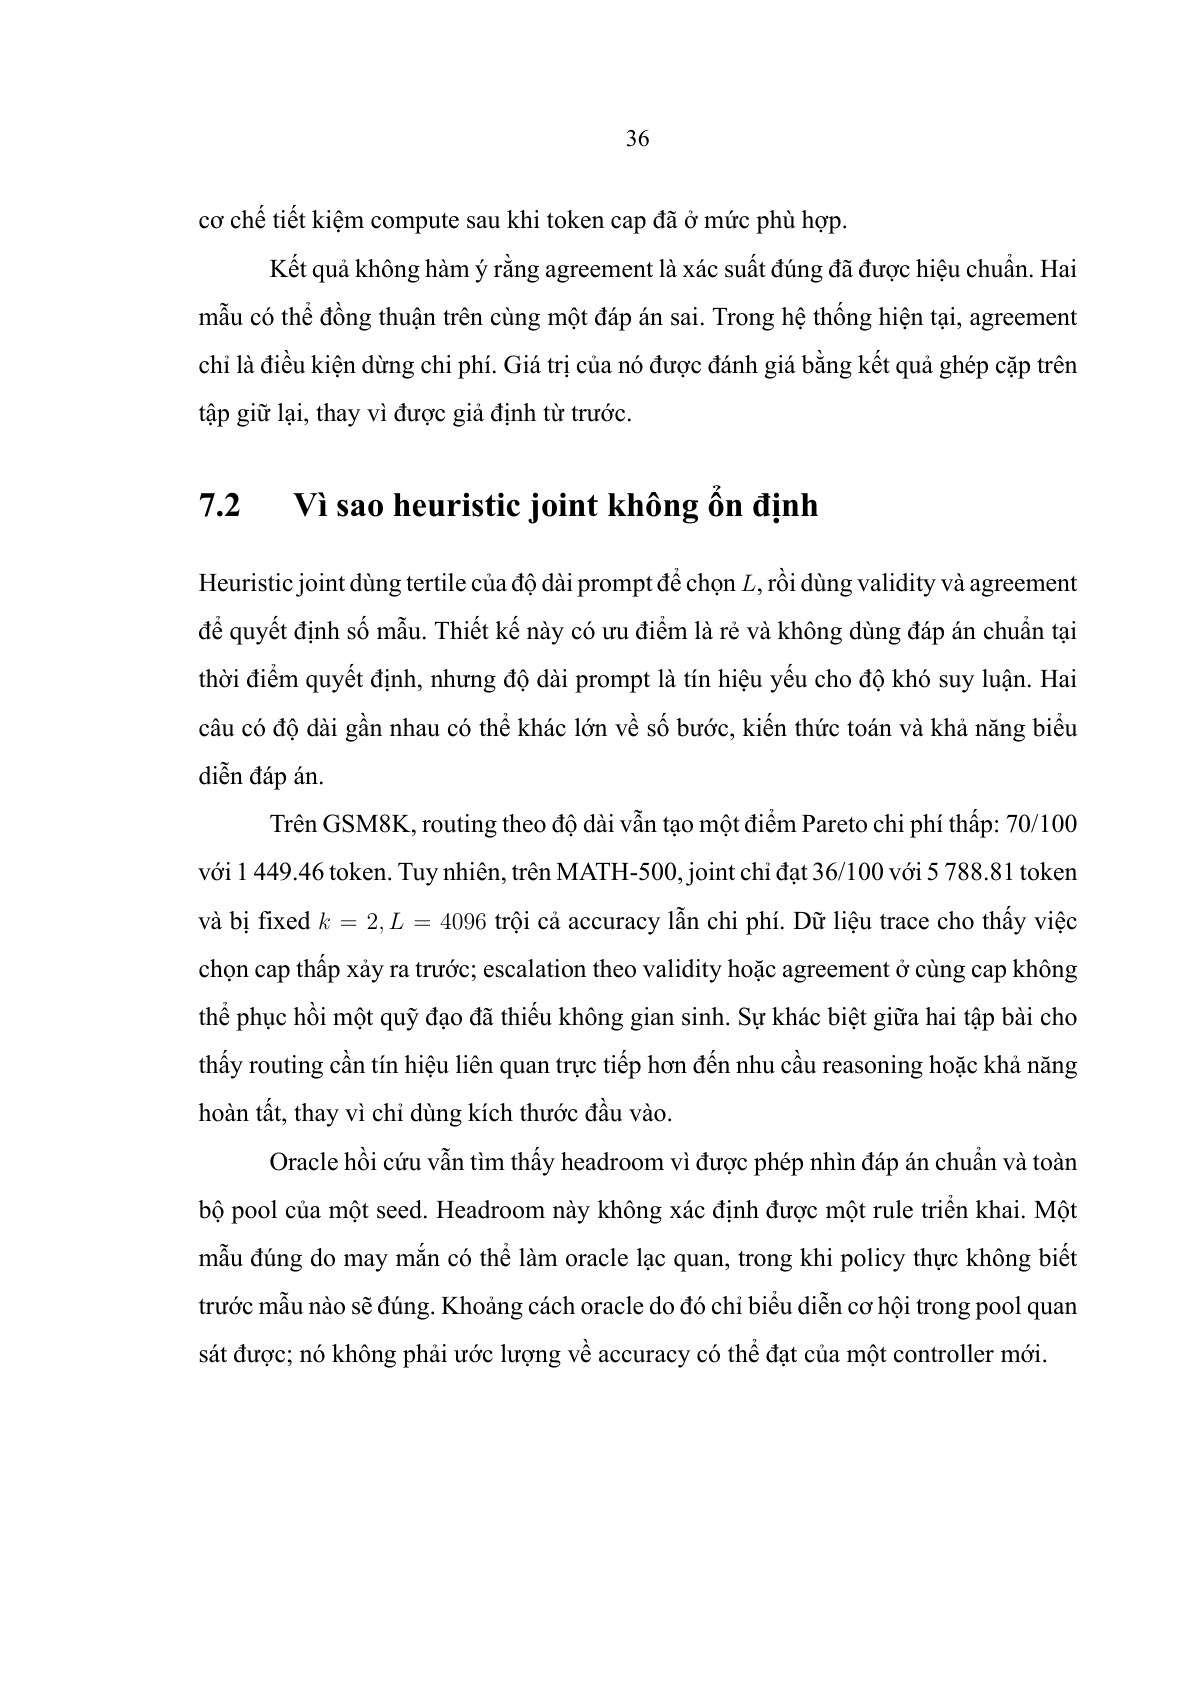 36
cơ chế tiết kiệm compute sau khi token cap đã ở mức phù hợp.
Kết quả không hàm ý rằng agreement là xác suất đúng đã được hiệu chuẩn. Hai
mẫu có thể đồng thuận trên cùng một đáp án sai. Trong hệ thống hiện tại, agreement
chỉ là điều kiện dừng chi phí. Giá trị của nó được đánh giá bằng kết quả ghép cặp trên
tập giữ lại, thay vì được giả định từ trước.
7.2 Vì sao heuristic joint không ổn định
Heuristic joint dùng tertile của độ dài prompt để chọn L, rồi dùng validity và agreement
để quyết định số mẫu. Thiết kế này có ưu điểm là rẻ và không dùng đáp án chuẩn tại
thời điểm quyết định, nhưng độ dài prompt là tín hiệu yếu cho độ khó suy luận. Hai
câu có độ dài gần nhau có thể khác lớn về số bước, kiến thức toán và khả năng biểu
diễn đáp án.
Trên GSM8K, routing theo độ dài vẫn tạo một điểm Pareto chi phí thấp: 70/100
với 1 449.46 token. Tuy nhiên, trên MATH-500, joint chỉ đạt 36/100 với 5 788.81 token
và bị fixed k = 2, L = 4096 trội cả accuracy lẫn chi phí. Dữ liệu trace cho thấy việc
chọn cap thấp xảy ra trước; escalation theo validity hoặc agreement ở cùng cap không
thể phục hồi một quỹ đạo đã thiếu không gian sinh. Sự khác biệt giữa hai tập bài cho
thấy routing cần tín hiệu liên quan trực tiếp hơn đến nhu cầu reasoning hoặc khả năng
hoàn tất, thay vì chỉ dùng kích thước đầu vào.
Oracle hồi cứu vẫn tìm thấy headroom vì được phép nhìn đáp án chuẩn và toàn
bộ pool của một seed. Headroom này không xác định được một rule triển khai. Một
mẫu đúng do may mắn có thể làm oracle lạc quan, trong khi policy thực không biết
trước mẫu nào sẽ đúng. Khoảng cách oracle do đó chỉ biểu diễn cơ hội trong pool quan
sát được; nó không phải ước lượng về accuracy có thể đạt của một controller mới.